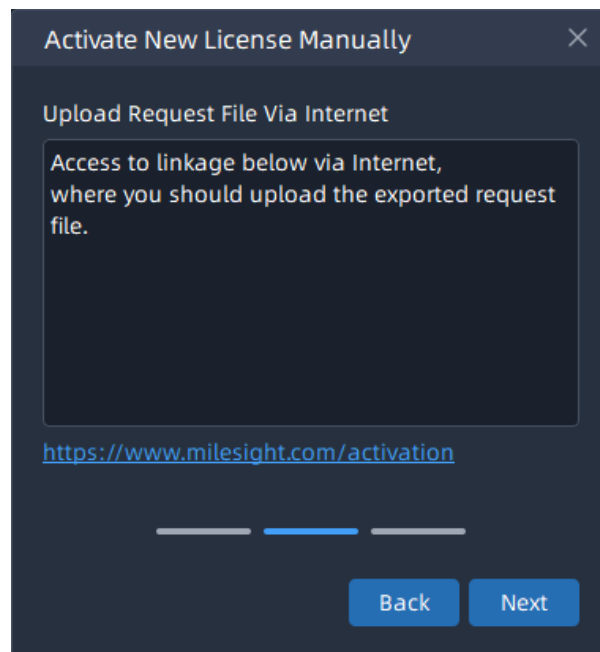 Activate New License Manually
Upload Request File Via Internet
Access to linkage below via Internet,
where you should upload the exported request
file.
https://www.milesight.com/activation
Back
Next